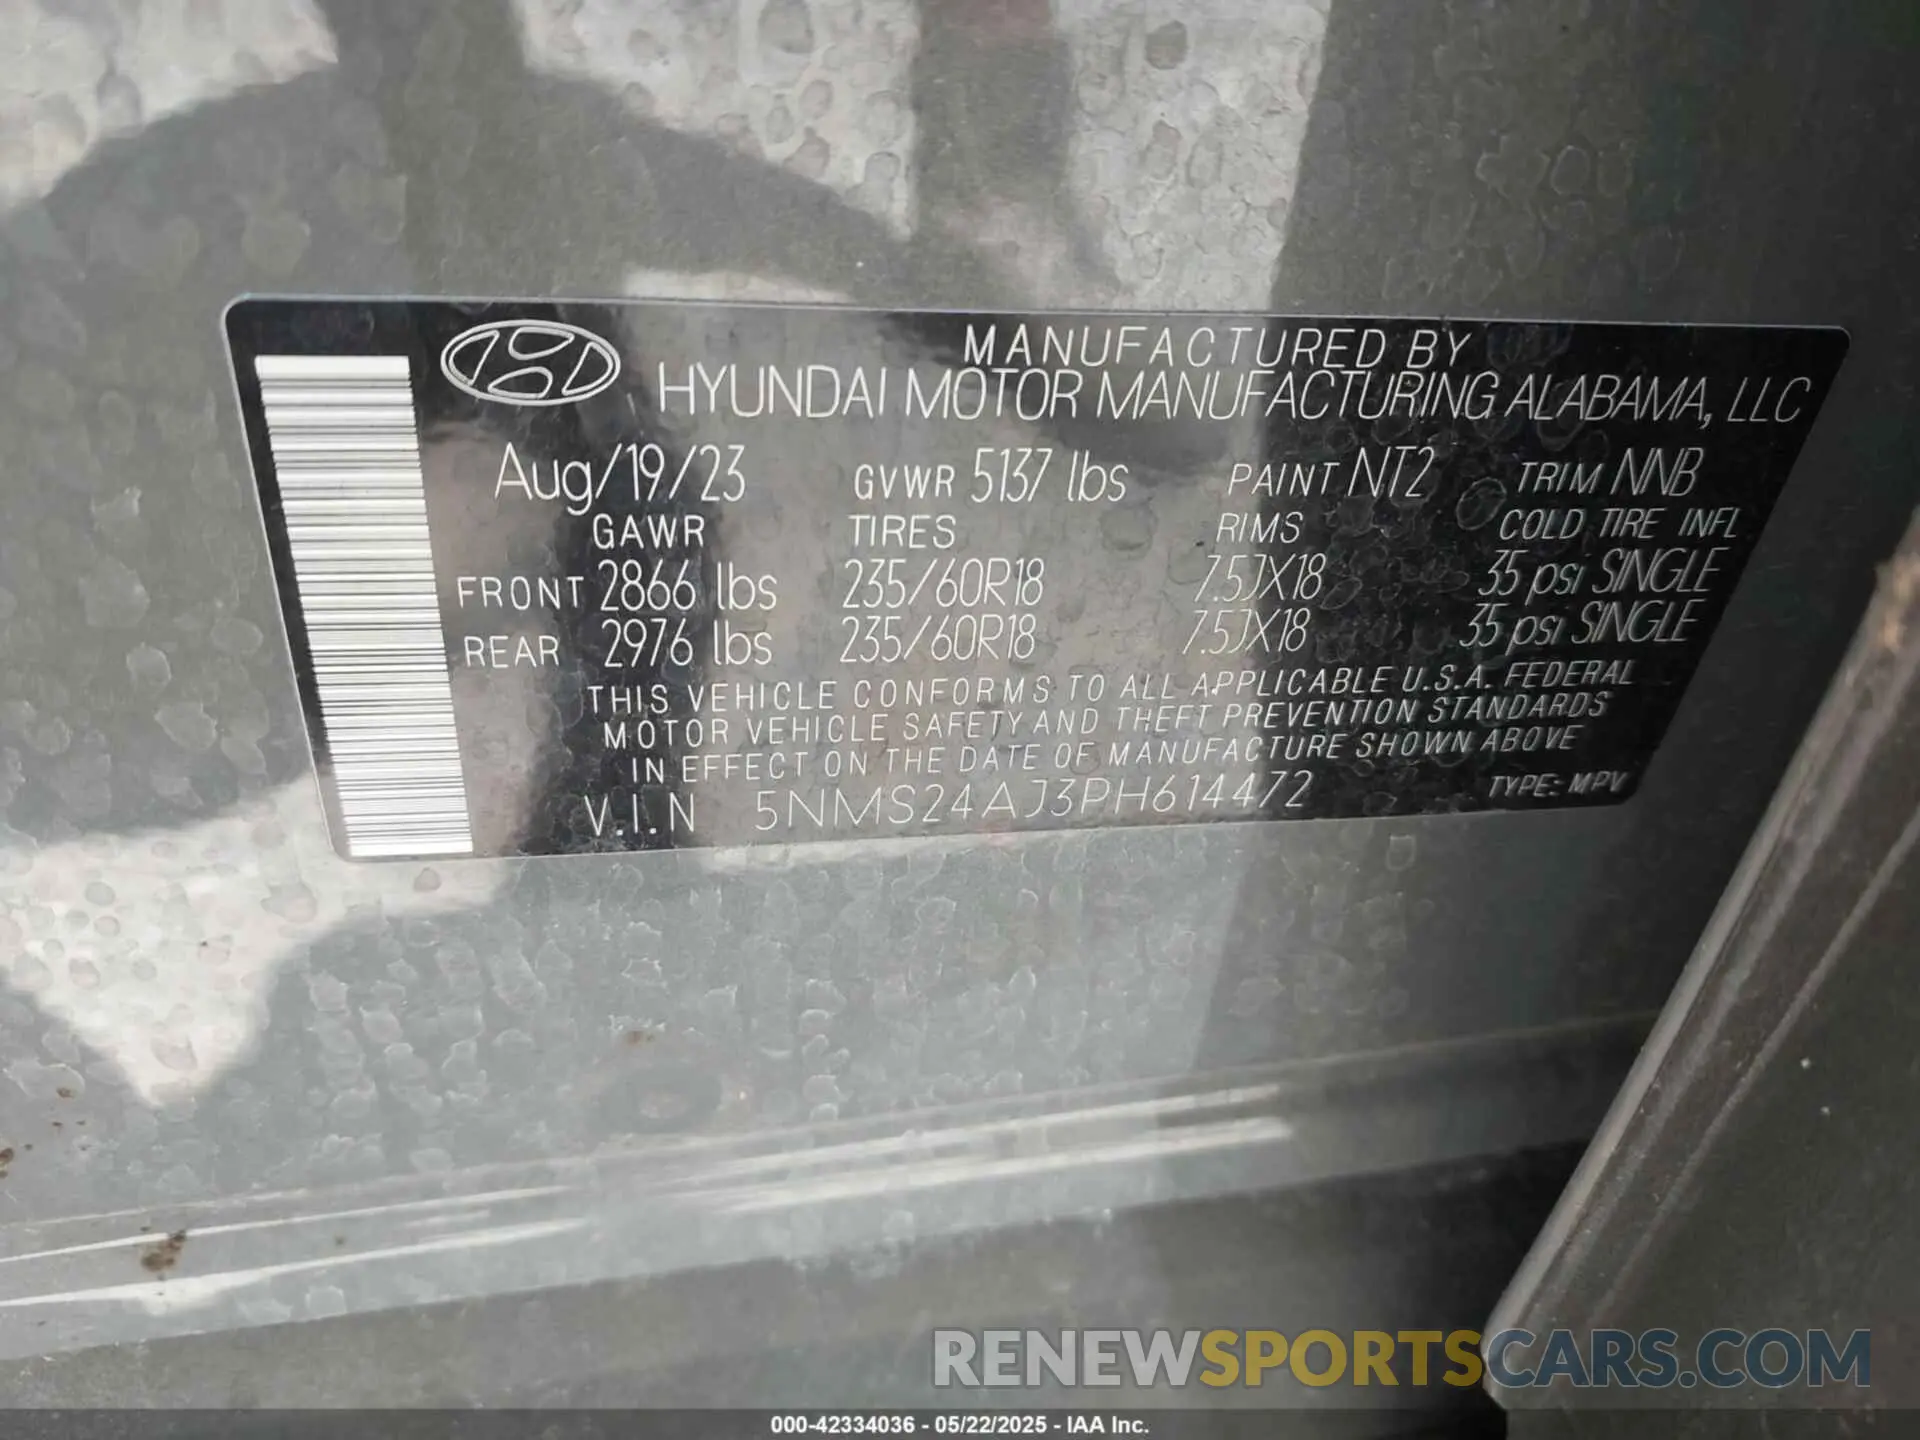 MANUFACTURED BY
HYUNDAI MOTOR MANUFACTURING ALABAMA, LLC
Aug/19/23 GVWR 5137 lbs PAINT NT2 TRIM NNB
GAWR TIRES RIMS COLD TIRE INFL
FRONT 2866 lbs 235/60R18 7.5JX18 35 psi SINGLE
REAR 2976 lbs 235/60R18 7.5JX18 35 psi SINGLE
THIS VEHICLE CONFORMS TO ALL APPLICABLE U.S.A. FEDERAL
MOTOR VEHICLE SAFETY AND THEFT PREVENTION STANDARDS
IN EFFECT ON THE DATE OF MANUFACTURE SHOWN ABOVE
V.I.N 5NMS24AJ3PH614472 TYPE: MPV
RENEWSPORTSCARS.COM
000-42334036 - 05/22/2025 - IAA Inc.